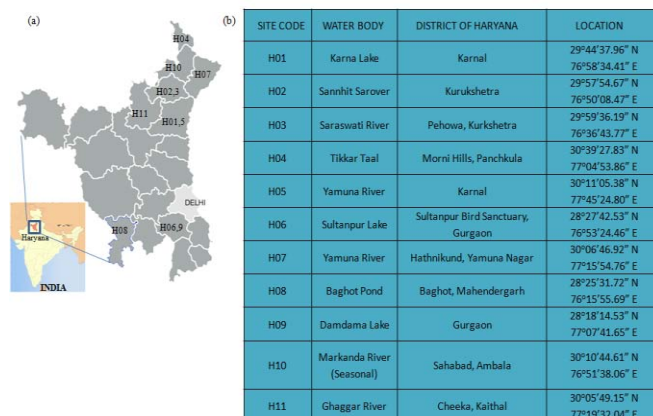 (a)
H04
H10
H07
H02,3
H11
H01,5
DELHI
H08
H06,9
Haryana
INDIA
(b)
SITE CODE WATER BODY DISTRICT OF HARYANA LOCATION
H01 Karna Lake Karnal 29°44'37.96" N
76°58'34.41" E
H02 Sannhit Sarover Kurukshetra 29°57'54.67" N
76°50'08.47" E
H03 Saraswati River Pehowa, Kurkshetra 29°59'36.19" N
76°36'43.77" E
H04 Tikkar Taal Morni Hills, Panchkula 30°39'27.83" N
77°04'53.86" E
H05 Yamuna River Karnal 30°11'05.38" N
77°45'24.80" E
H06 Sultanpur Lake Sultanpur Bird Sanctuary,
Gurgaon 28°27'42.53" N
76°53'24.46" E
H07 Yamuna River Hathnikund, Yamuna Nagar 30°06'46.92" N
77°15'54.76" E
H08 Baghot Pond Baghot, Mahendergarh 28°25'31.72" N
76°15'55.69" E
H09 Damdama Lake Gurgaon 28°18'14.53" N
77°07'41.65" E
H10 Markanda River
(Seasonal) Sahabad, Ambala 30°10'44.61" N
76°51'38.06" E
H11 Ghaggar River Cheeka, Kaithal 30°05'49.15" N
77°19'32.04" E